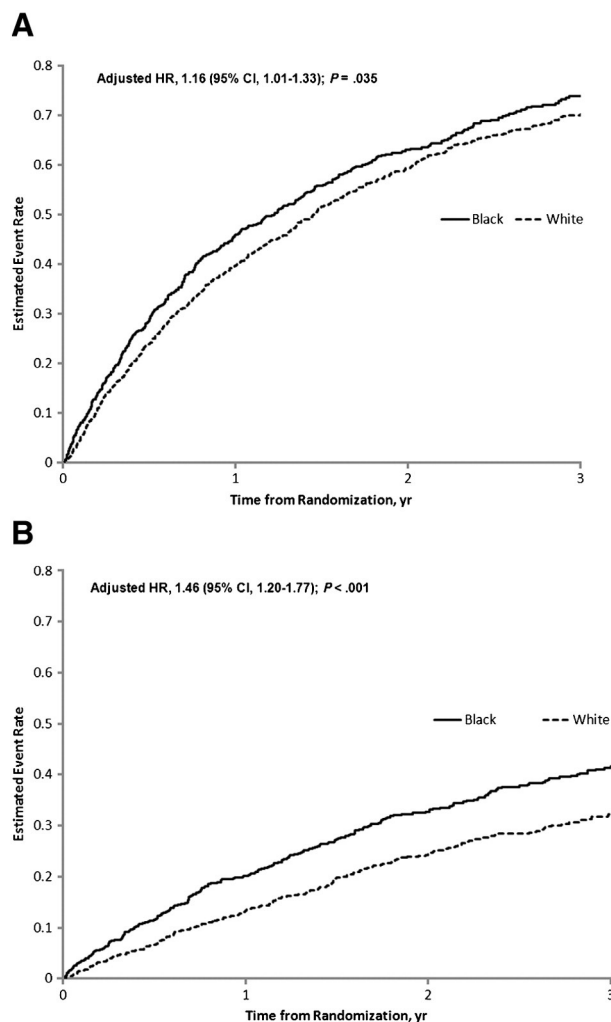 A
Adjusted HR, 1.16 (95% CI, 1.01-1.33); P = .035
0.8
0.7
0.6
0.5
0.4
0.3
0.2
0.1
0
Estimated Event Rate
Black White
0 1 2 3
Time from Randomization, yr
B
Adjusted HR, 1.46 (95% CI, 1.20-1.77); P < .001
0.8
0.7
0.6
0.5
0.4
0.3
0.2
0.1
0
Estimated Event Rate
Black White
0 1 2 3
Time from Randomization, yr